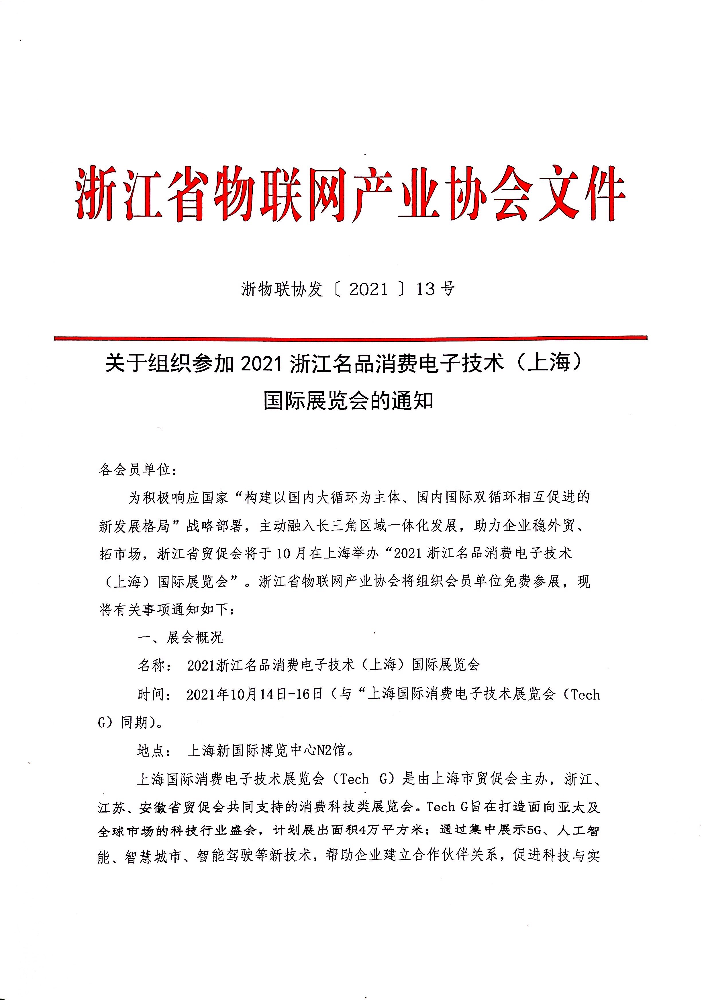 浙江省物联网产业协会文件
浙物联协发〔 2021 〕13号
关于组织参加 2021 浙江名品消费电子技术（上海）
国际展览会的通知
各会员单位：
为积极响应国家“构建以国内大循环为主体、国内国际双循环相互促进的
新发展格局”战略部署，主动融入长三角区域一体化发展，助力企业稳外贸、
拓市场，浙江省贸促会将于 10 月在上海举办“2021 浙江名品消费电子技术
（上海）国际展览会”。浙江省物联网产业协会将组织会员单位免费参展，现
将有关事项通知如下：
一、展会概况
名称： 2021浙江名品消费电子技术（上海）国际展览会
时间： 2021年10月14日-16日（与“上海国际消费电子技术展览会（Tech
G）同期）。
地点： 上海新国际博览中心N2馆。
上海国际消费电子技术展览会（Tech G）是由上海市贸促会主办，浙江、
江苏、安徽省贸促会共同支持的消费科技类展览会。Tech G旨在打造面向亚太及
全球市场的科技行业盛会，计划展出面积4万平方米；通过集中展示5G、人工智
能、智慧城市、智能驾驶等新技术，帮助企业建立合作伙伴关系，促进科技与实